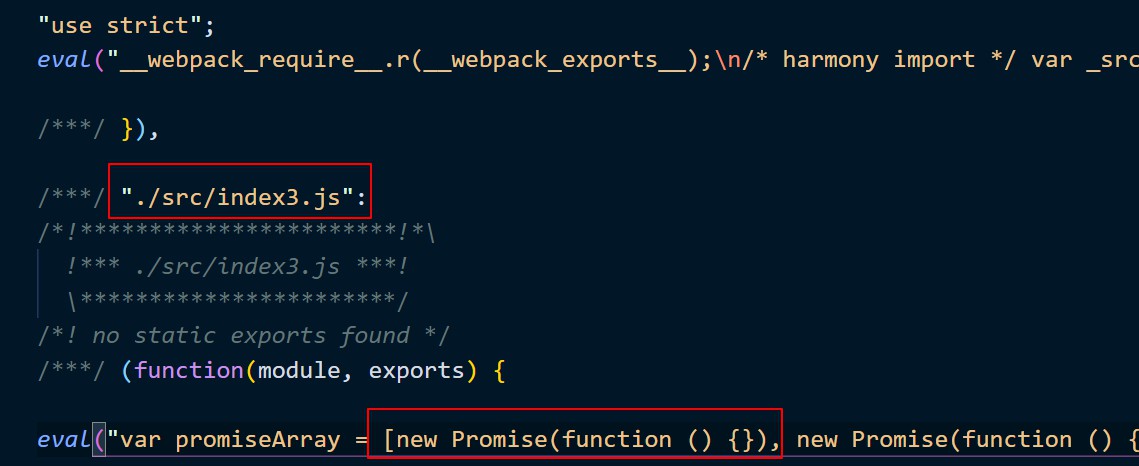 "use strict";
eval("__webpack_require__.r(__webpack_exports__);\n/* harmony import */ var _src
/***/ }),
/***/ "./src/index3.js":
/*!***********************!*\
!*** ./src/index3.js ***!
\***********************/
/*! no static exports found */
/***/ (function(module, exports) {
eval("var promiseArray = [new Promise(function () {}), new Promise(function () {